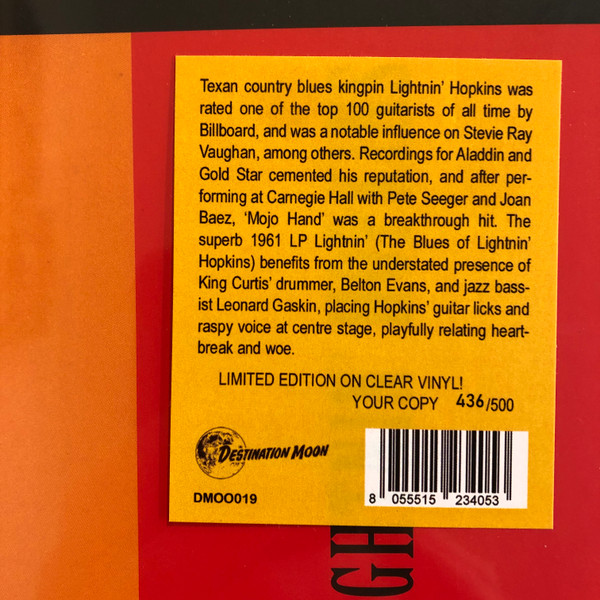 Texan country blues kingpin Lightnin' Hopkins was
rated one of the top 100 guitarists of all time by
Billboard, and was a notable influence on Stevie Ray
Vaughan, among others. Recordings for Aladdin and
Gold Star cemented his reputation, and after per-
forming at Carnegie Hall with Pete Seeger and Joan
Baez, 'Mojo Hand' was a breakthrough hit. The
superb 1961 LP Lightnin' (The Blues of Lightnin'
Hopkins) benefits from the understated presence of
King Curtis' drummer, Belton Evans, and jazz bass-
ist Leonard Gaskin, placing Hopkins' guitar licks and
raspy voice at centre stage, playfully relating heart-
break and woe.
LIMITED EDITION ON CLEAR VINYL!
YOUR COPY 436/500
DESTINATION MOON
DMOO019
8 055515 234053
GH